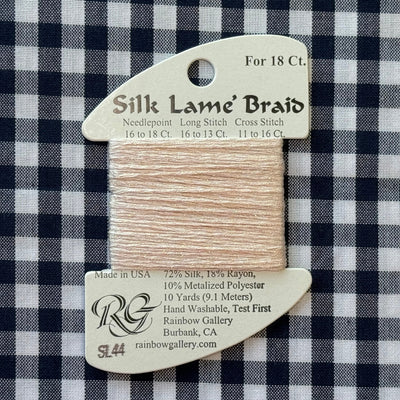 For 18 Ct.
Silk Lame' Braid
Needlepoint Long Stitch Cross Stitch
16 to 18 Ct. 16 to 13 Ct. 11 to 16 Ct.
Made in USA 72% Silk, 18% Rayon,
10% Metalized Polyester
10 Yards (9.1 Meters)
Hand Washable, Test First
Rainbow Gallery
Burbank, CA
rainbowgallery.com
RG
SL44